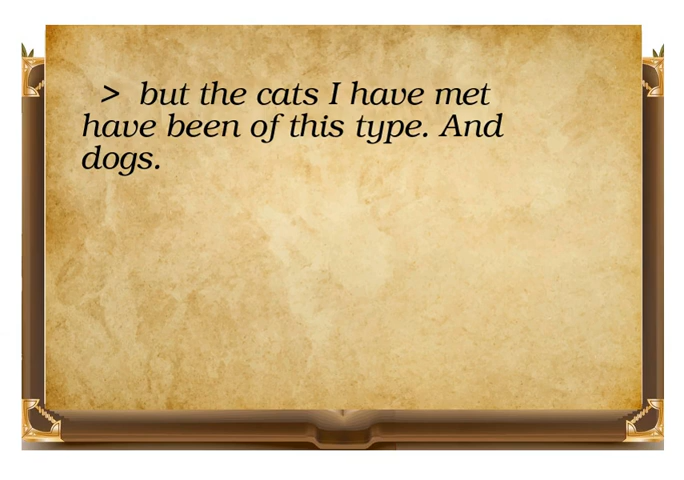 > but the cats I have met
have been of this type. And
dogs.